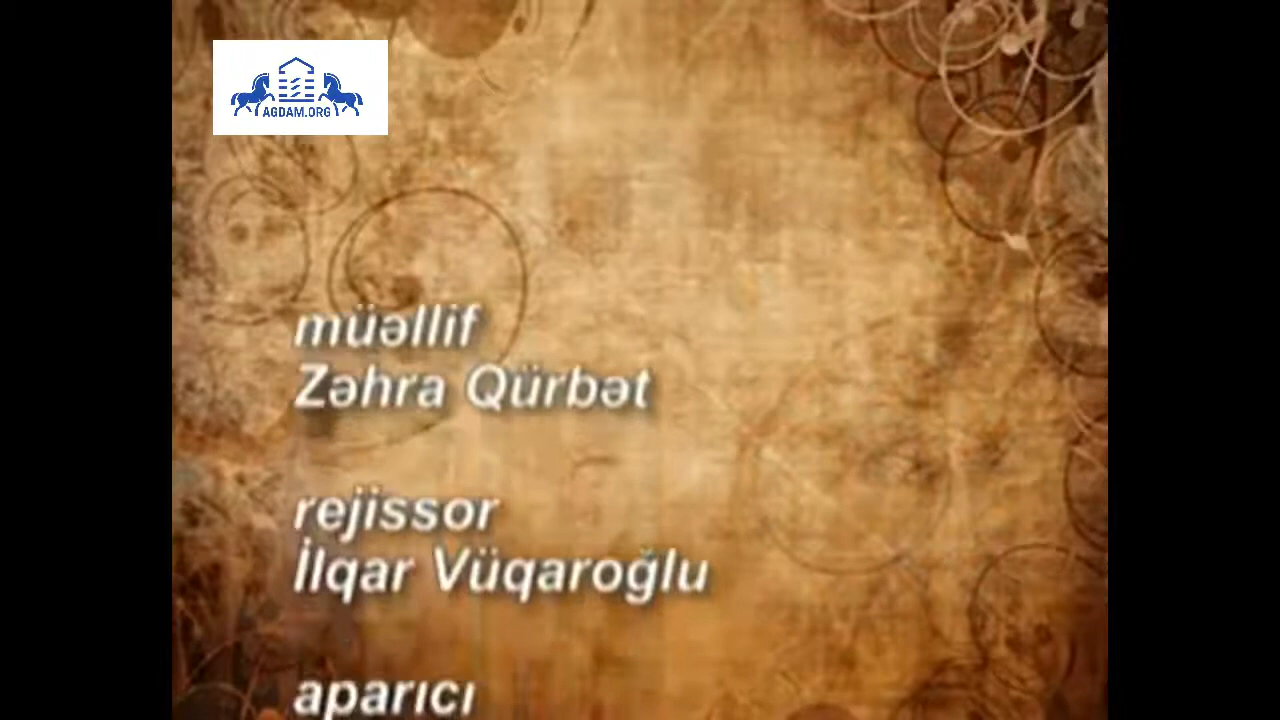 AGDAM.ORG
müəllif
Zəhra Qürbət
rejissor
İlqar Vüqaroğlu
aparıcı